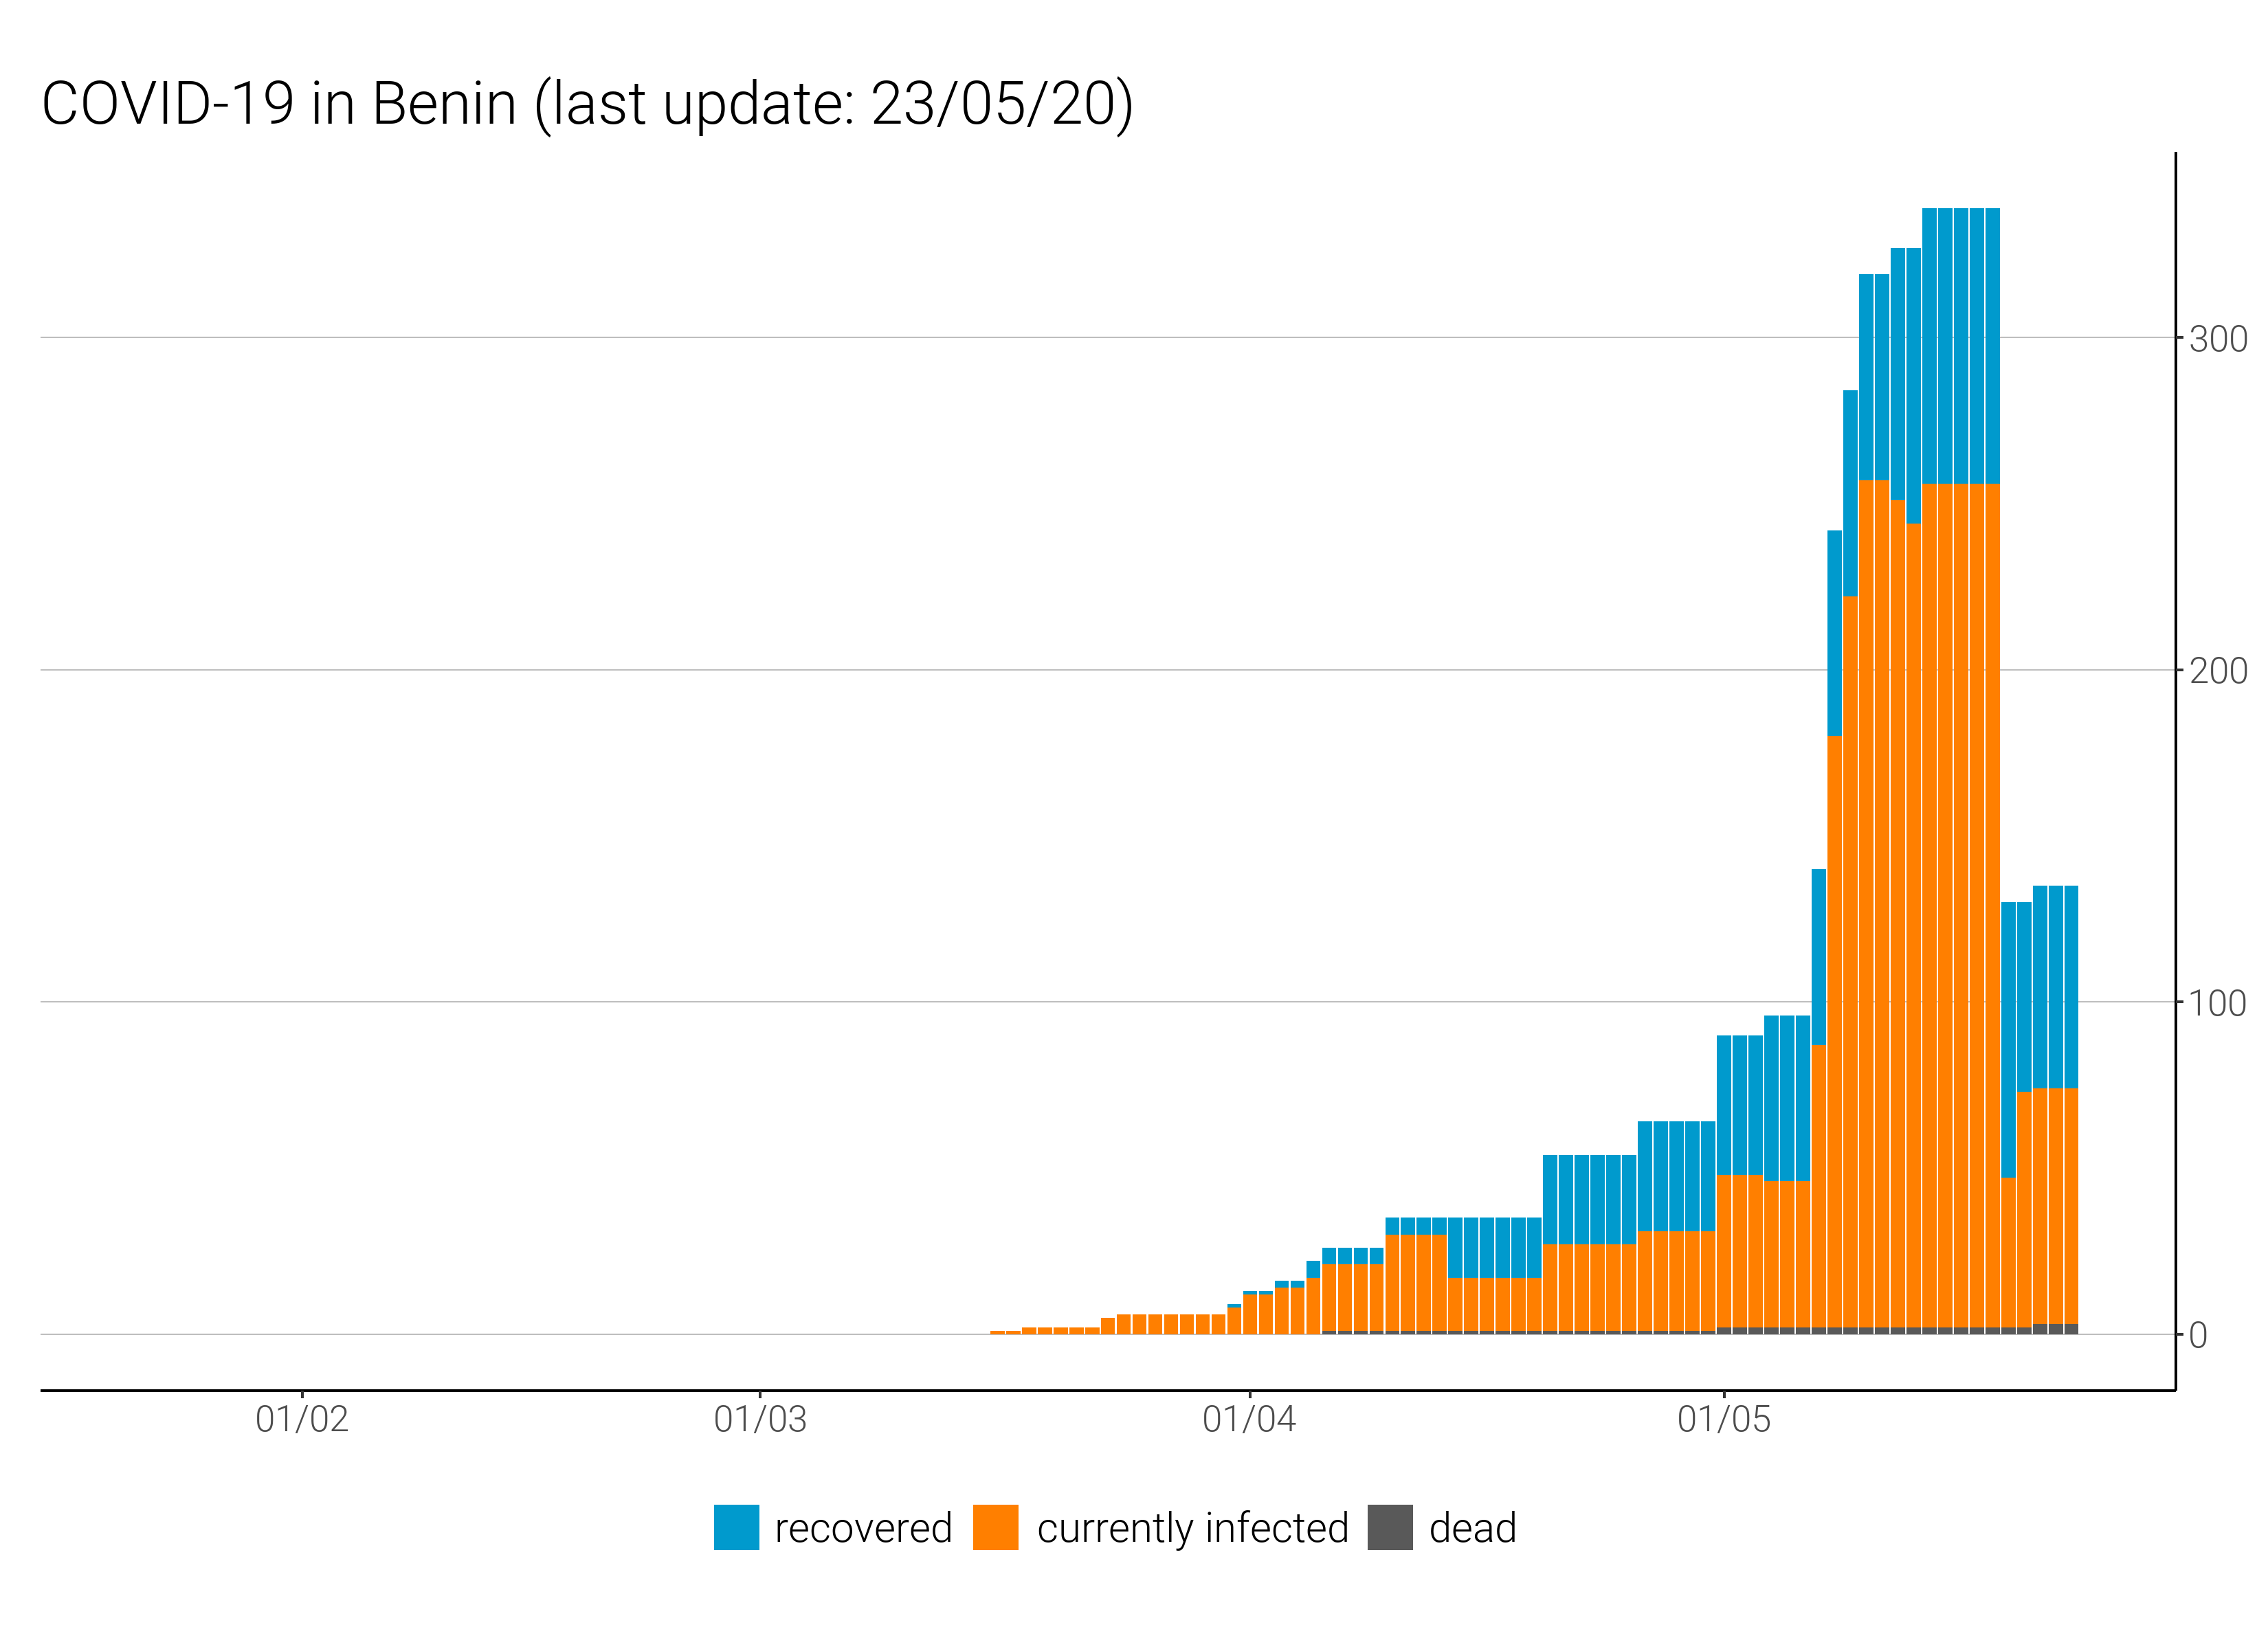 COVID-19 in Benin (last update: 23/05/20)
300
200
100
0
01/02 01/03 01/04 01/05
recovered currently infected dead